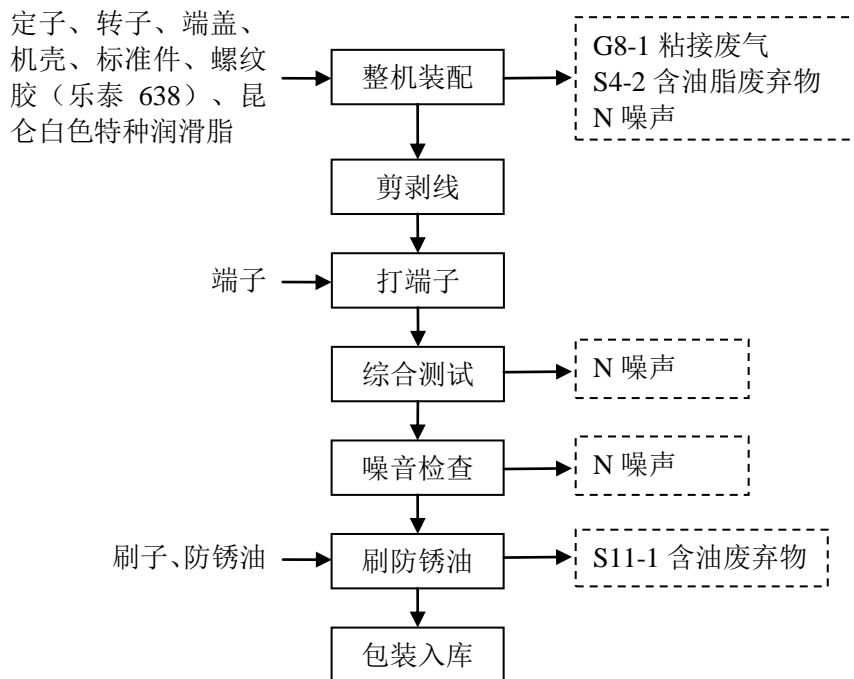 定子、转子、端盖、
机壳、标准件、螺纹
胶（乐泰 638）、昆
仑白色特种润滑脂
整机装配
G8-1 粘接废气
S4-2 含油脂废弃物
N 噪声
剪剥线
端子
打端子
综合测试
N 噪声
噪音检查
N 噪声
刷子、防锈油
刷防锈油
S11-1 含油废弃物
包装入库